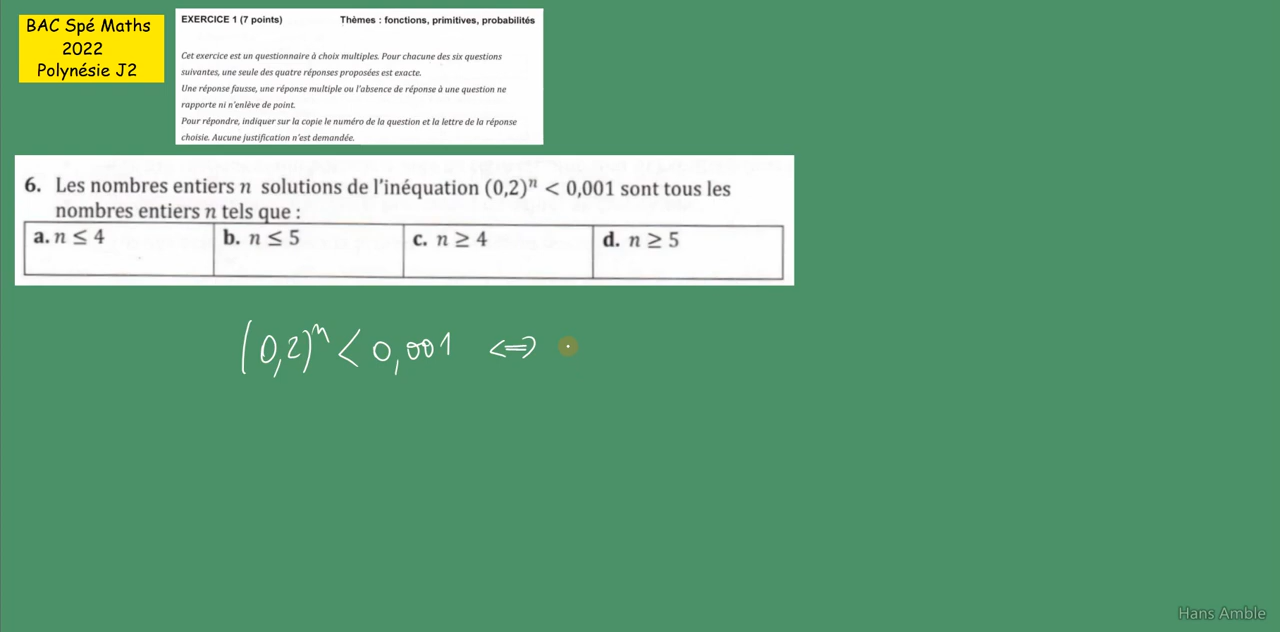 BAC Spé Maths
2022
Polynésie J2
EXERCICE 1 (7 points) Thèmes : fonctions, primitives, probabilités
Cet exercice est un questionnaire à choix multiples. Pour chacune des six questions
suivantes, une seule des quatre réponses proposées est exacte.
Une réponse fausse, une réponse multiple ou l'absence de réponse à une question ne
rapporte ni n'enlève de point.
Pour répondre, indiquer sur la copie le numéro de la question et la lettre de la réponse
choisie. Aucune justification n'est demandée.
6. Les nombres entiers n solutions de l'inéquation (0,2)ⁿ < 0,001 sont tous les
nombres entiers n tels que :
a. n ≤ 4 b. n ≤ 5 c. n ≥ 4 d. n ≥ 5
(0,2)ⁿ < 0,001 <=>
Hans Amble